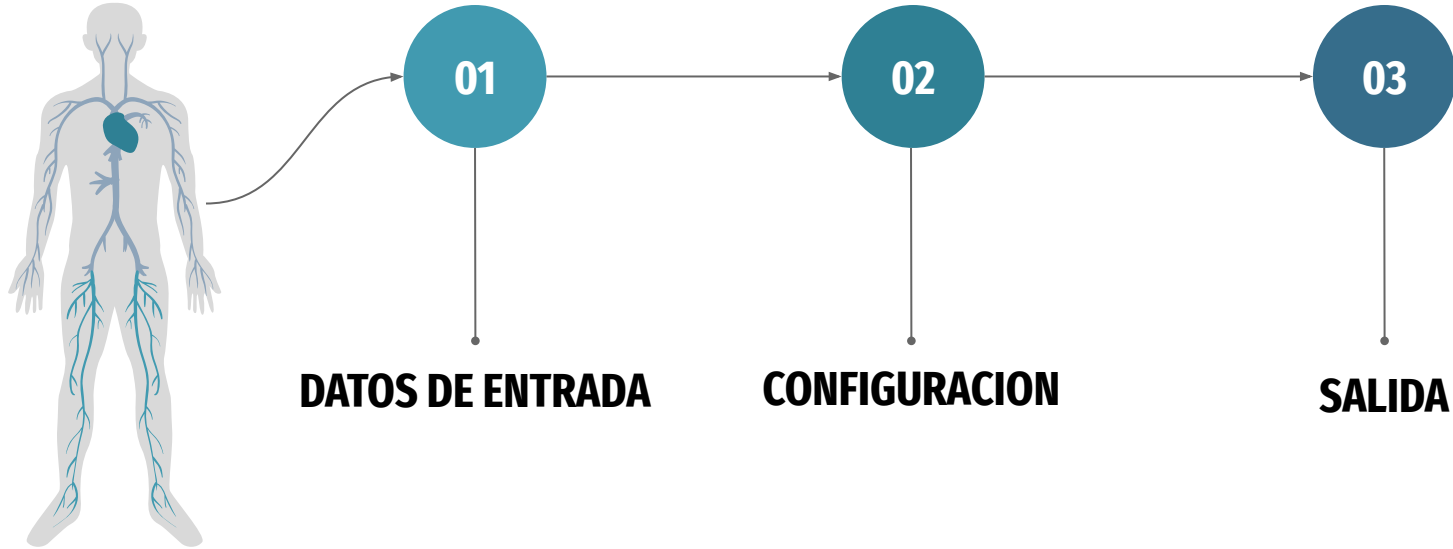 01
02
03
DATOS DE ENTRADA
CONFIGURACION
SALIDA